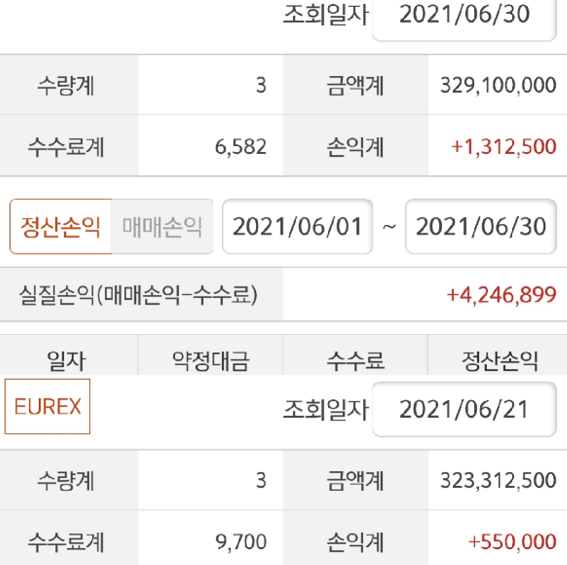 조회일자 2021/06/30
수량계 3 금액계 329,100,000
수수료계 6,582 손익계 +1,312,500
정산손익 매매손익 2021/06/01 ~ 2021/06/30
실질손익(매매손익-수수료) +4,246,899
일자 약정대금 수수료 정산손익
EUREX 조회일자 2021/06/21
수량계 3 금액계 323,312,500
수수료계 9,700 손익계 +550,000